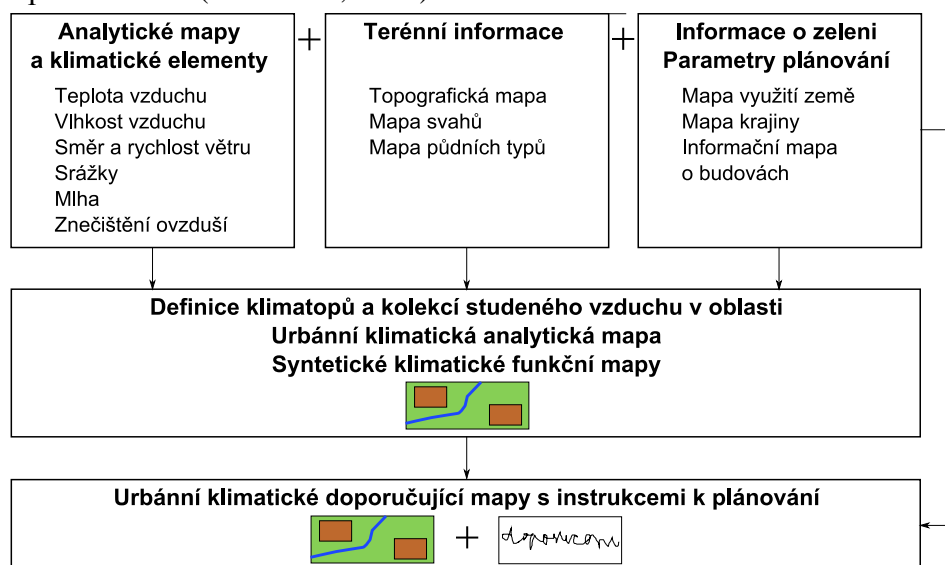 Analytické mapy
a klimatické elementy
Teplota vzduchu
Vlhkost vzduchu
Směr a rychlost větru
Srážky
Mlha
Znečištění ovzduší
+
Terénní informace
Topografická mapa
Mapa svahů
Mapa půdních typů
+
Informace o zeleni
Parametry plánování
Mapa využití země
Mapa krajiny
Informační mapa
o budovách
Definice klimatopů a kolekcí studeného vzduchu v oblasti
Urbánní klimatická analytická mapa
Syntetické klimatické funkční mapy
Urbánní klimatické doporučující mapy s instrukcemi k plánování
+